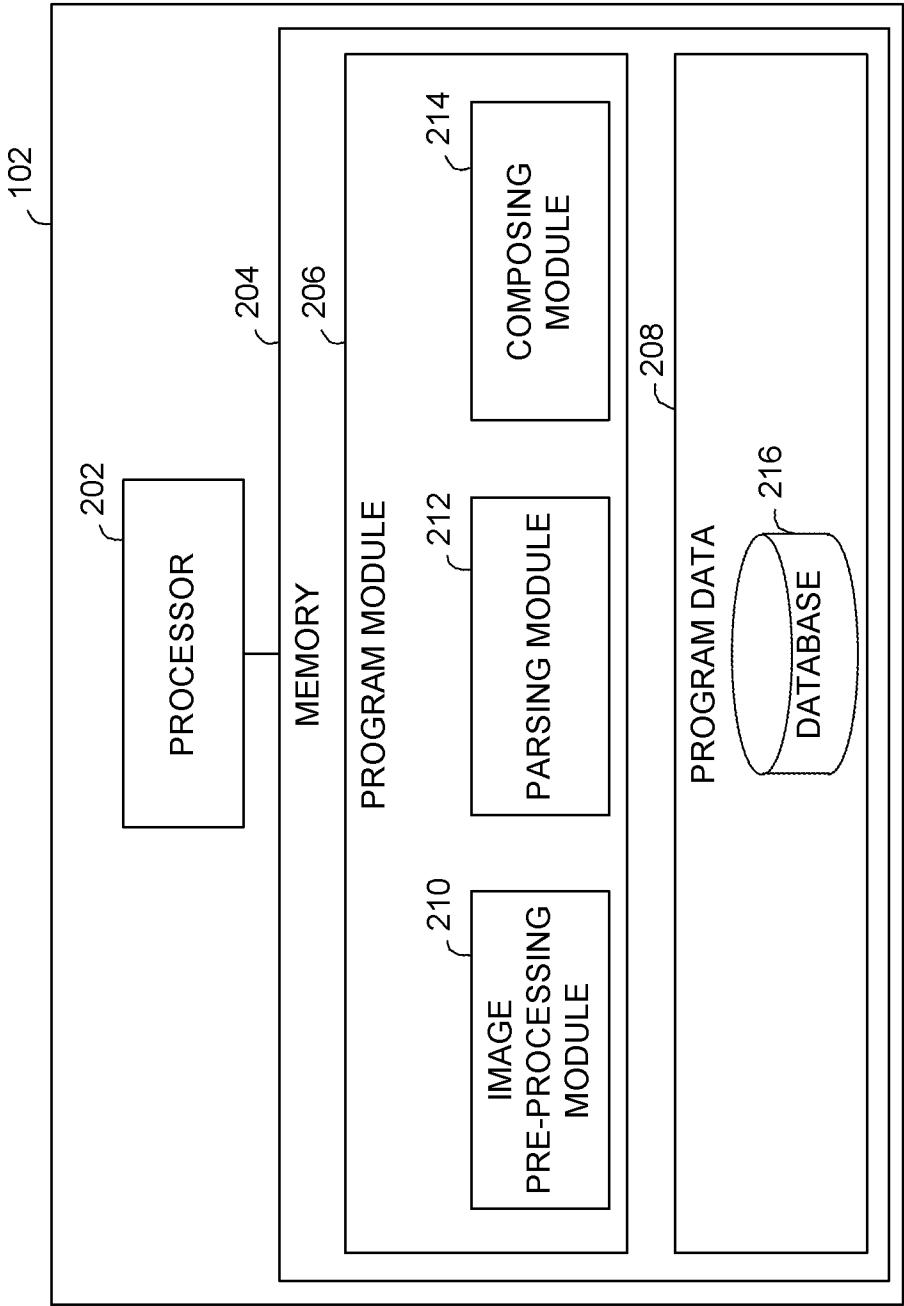 102
202
PROCESSOR
204
MEMORY
206
PROGRAM MODULE
210
IMAGE
PRE-PROCESSING
MODULE
212
PARSING MODULE
214
COMPOSING
MODULE
208
PROGRAM DATA
216
DATABASE